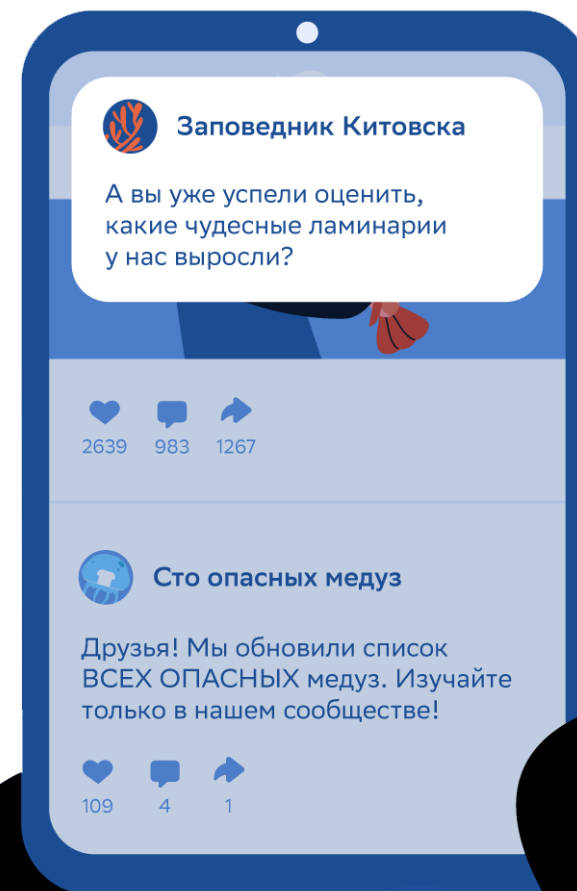 Заповедник Китовска
А вы уже успели оценить,
какие чудесные ламинарии
у нас выросли?
2639 983 1267
Сто опасных медуз
Друзья! Мы обновили список
ВСЕХ ОПАСНЫХ медуз. Изучайте
только в нашем сообществе!
109 4 1